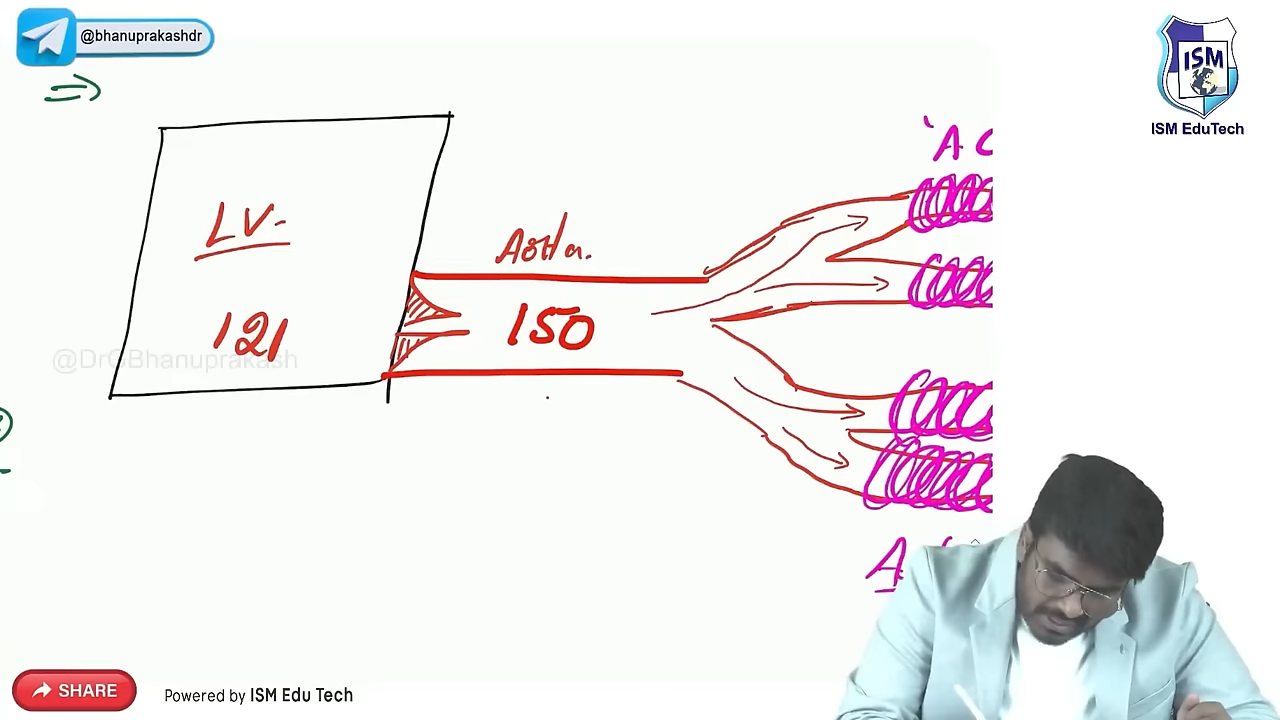 @bhanuprakashdr
ISM
ISM EduTech
LV-
121
Aorta.
150
A
A
@DrGBhanuprakash
SHARE
Powered by ISM Edu Tech